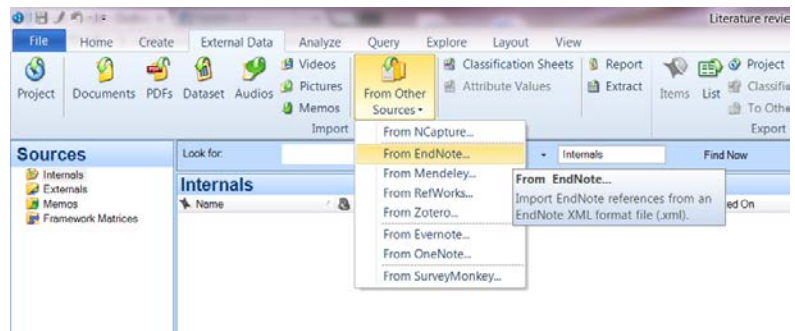 Literature revie
File Home Create External Data Analyze Query Explore Layout View
Project Documents PDFs Dataset Audios
Videos
Pictures
Memos
From Other
Sources
Classification Sheets
Attribute Values
Report
Extract
Items List
Project
Classifie
To Othe
Import
Export
From NCapture...
From EndNote...
From Mendeley...
From RefWorks...
From Zotero...
From Evernote...
From OneNote...
From SurveyMonkey...
From EndNote...
Import EndNote references from an
EndNote XML format file (.xml).
Sources
Internals
Externals
Memos
Framework Matrices
Look for: Internals Find Now
Internals
Name
ed On